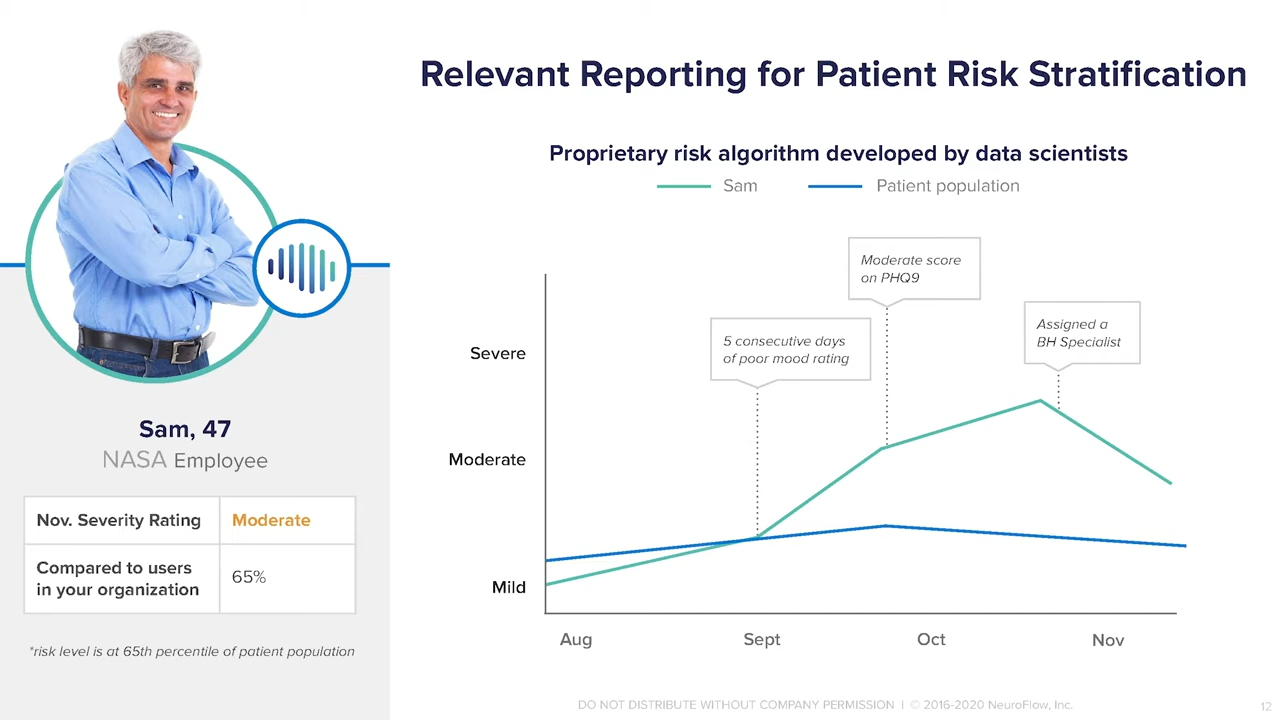 Relevant Reporting for Patient Risk Stratification
Proprietary risk algorithm developed by data scientists
Sam
Patient population
Moderate score
on PHQ9
Assigned a
BH Specialist
5 consecutive days
of poor mood rating
Severe
Moderate
Mild
Aug
Sept
Oct
Nov
Sam, 47
NASA Employee
Nov. Severity Rating
Moderate
Compared to users
in your organization
65%
*risk level is at 65th percentile of patient population
DO NOT DISTRIBUTE WITHOUT COMPANY PERMISSION | © 2016-2020 NeuroFlow, Inc.
12